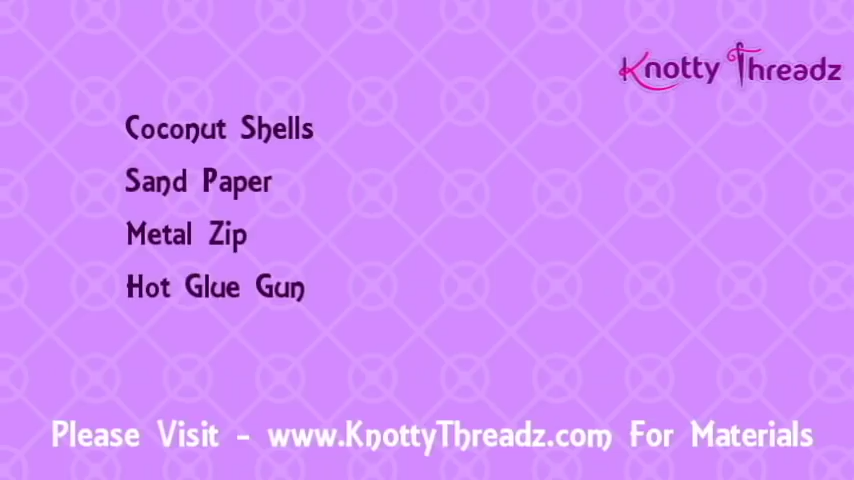 Knotty Threadz
Coconut Shells
Sand Paper
Metal Zip
Hot Glue Gun
Please Visit - www.KnottyThreadz.com For Materials